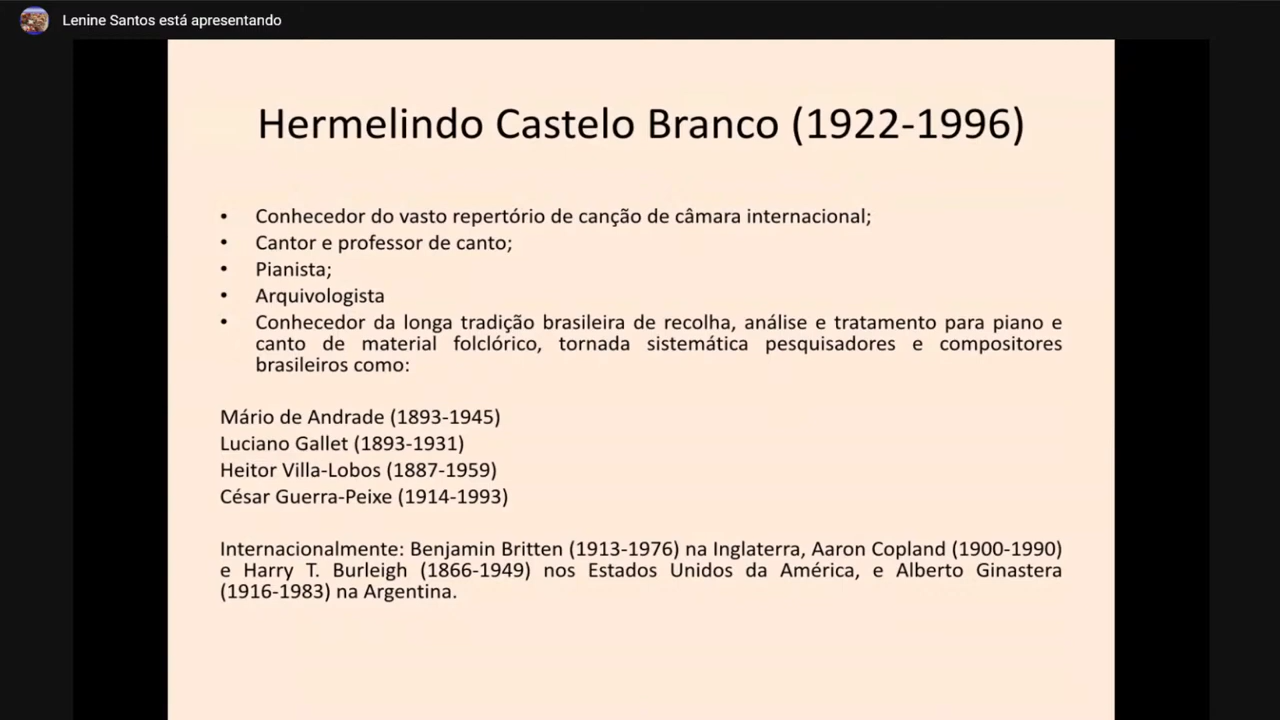 Lenine Santos está apresentando
Hermelindo Castelo Branco (1922-1996)
• Conhecedor do vasto repertório de canção de câmara internacional;
• Cantor e professor de canto;
• Pianista;
• Arquivologista
• Conhecedor da longa tradição brasileira de recolha, análise e tratamento para piano e
canto de material folclórico, tornada sistemática pesquisadores e compositores
brasileiros como:
Mário de Andrade (1893-1945)
Luciano Gallet (1893-1931)
Heitor Villa-Lobos (1887-1959)
César Guerra-Peixe (1914-1993)
Internacionalmente: Benjamin Britten (1913-1976) na Inglaterra, Aaron Copland (1900-1990)
e Harry T. Burleigh (1866-1949) nos Estados Unidos da América, e Alberto Ginastera
(1916-1983) na Argentina.